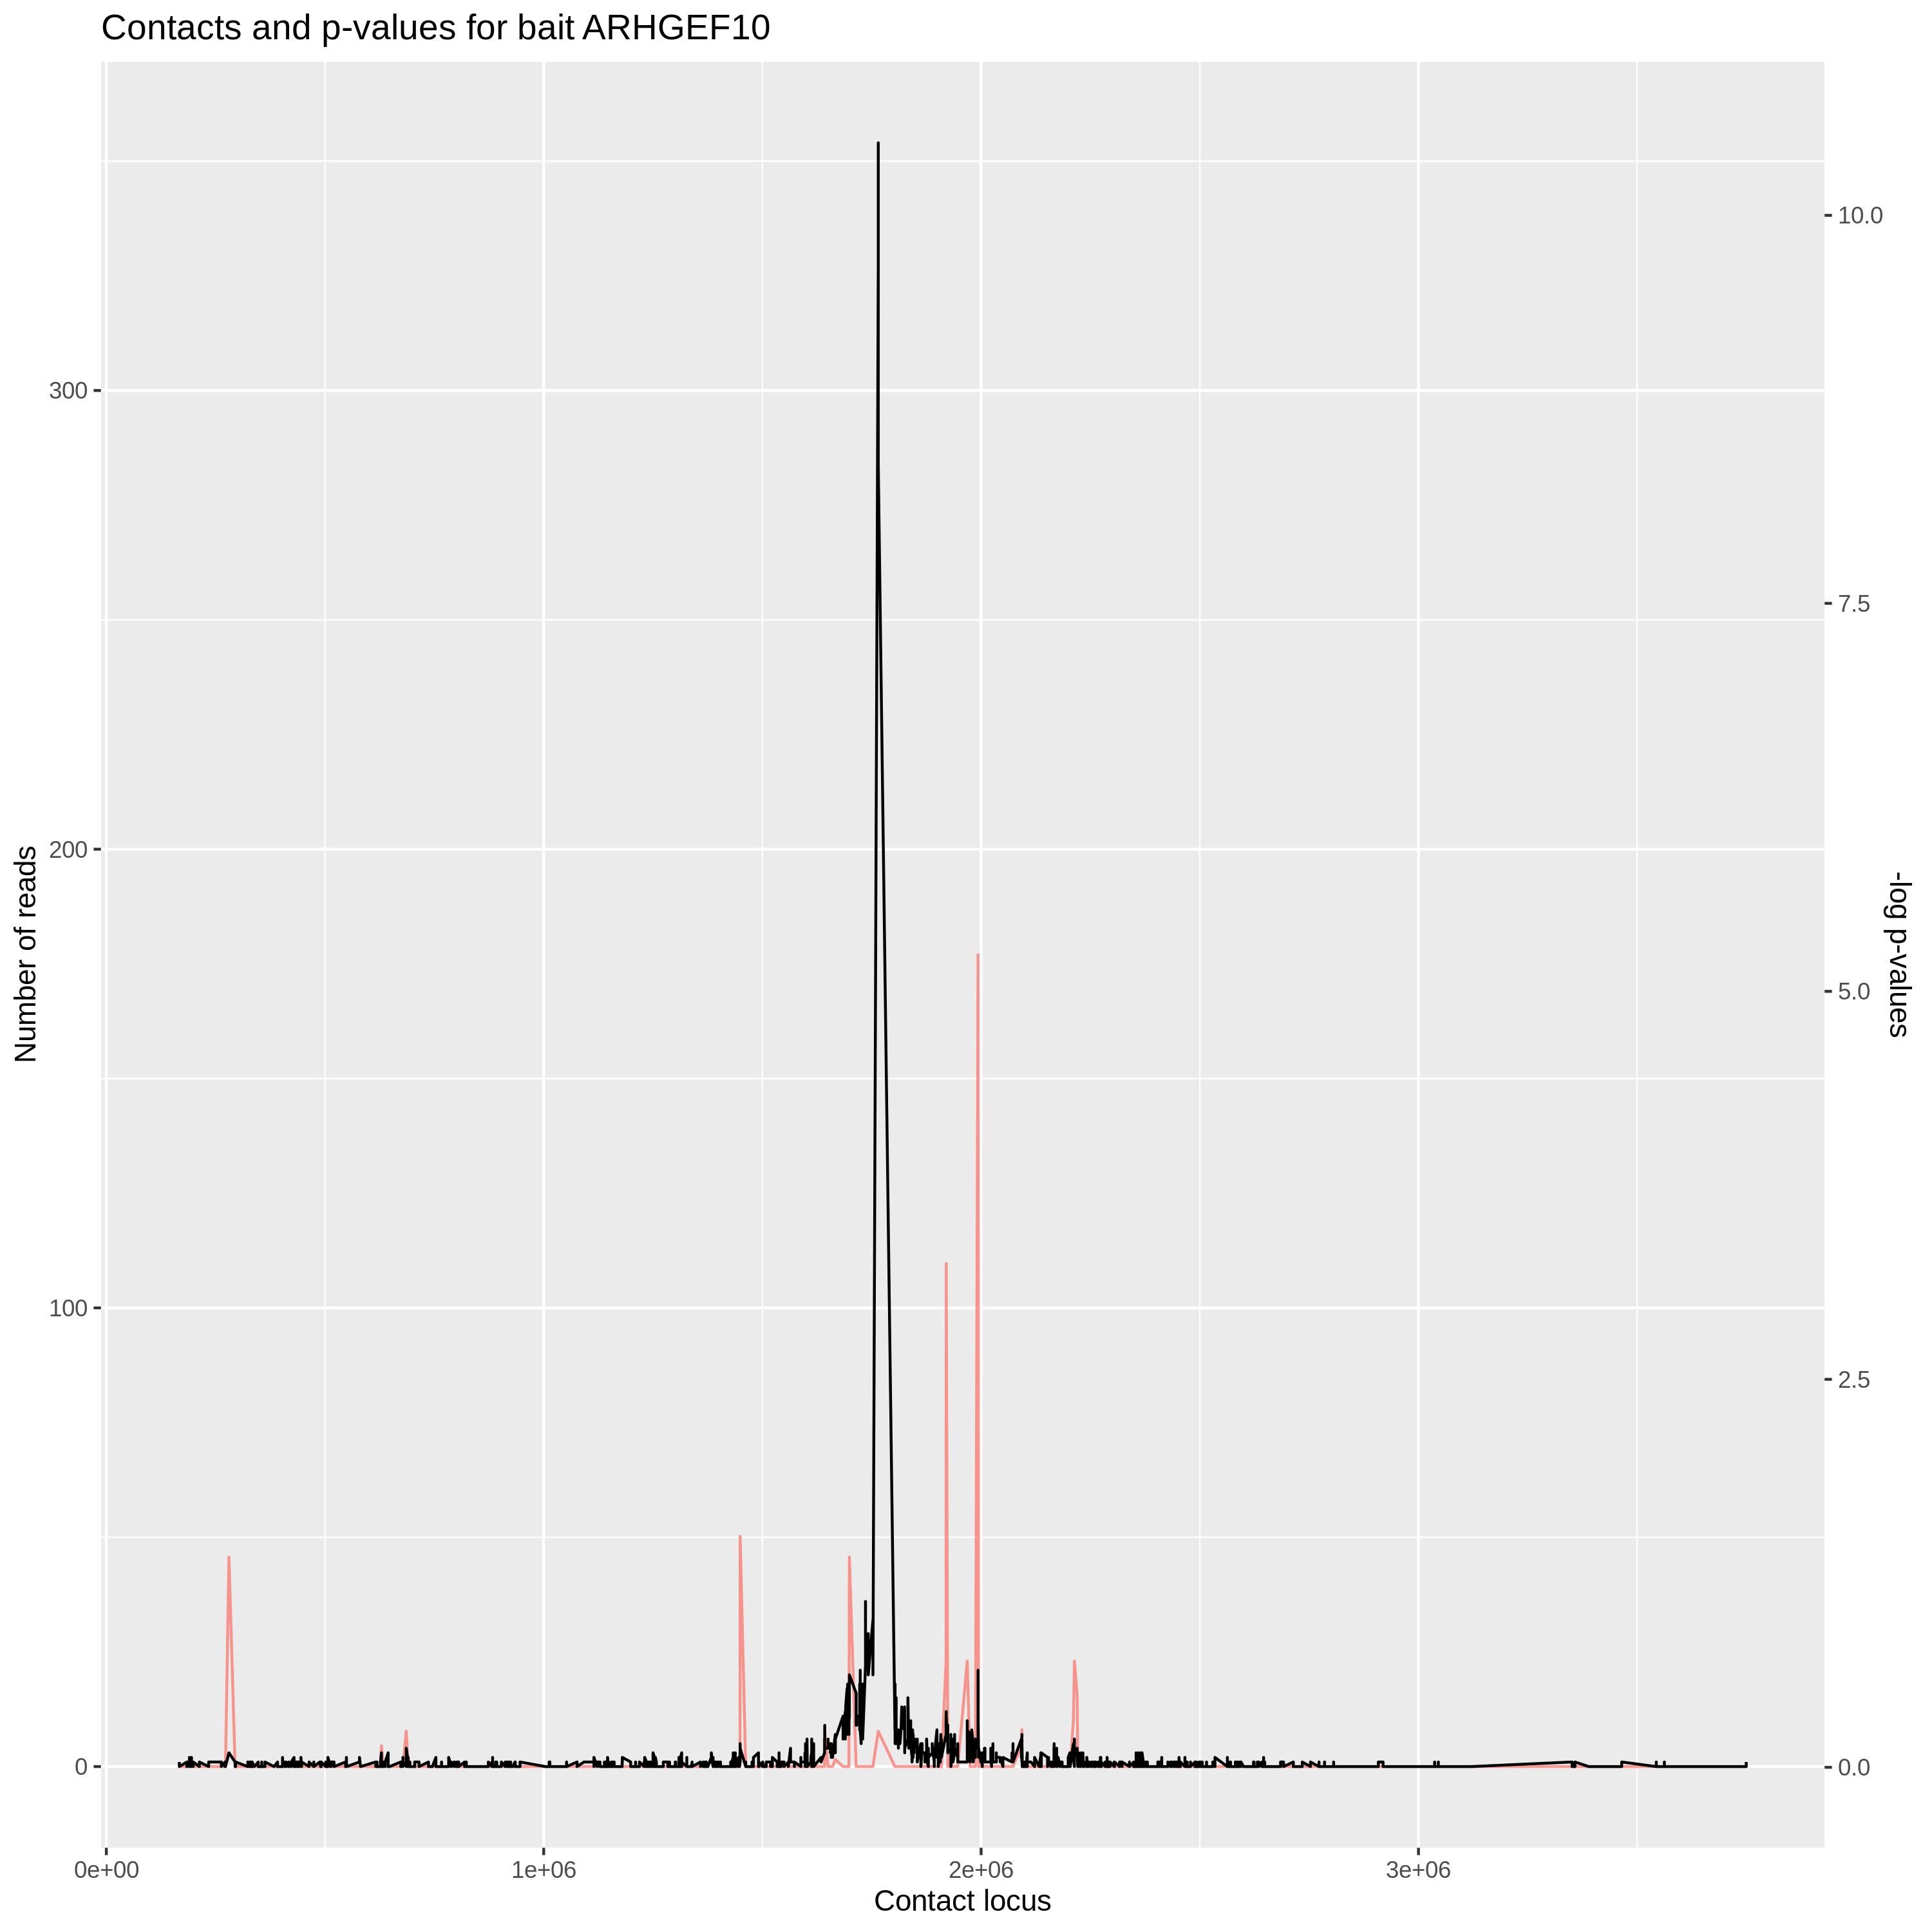 Contacts and p-values for bait ARHGEF10
Number of reads
300
200
100
0
10.0
7.5
5.0
2.5
0.0
-log p-values
0e+00
1e+06
2e+06
3e+06
Contact locus